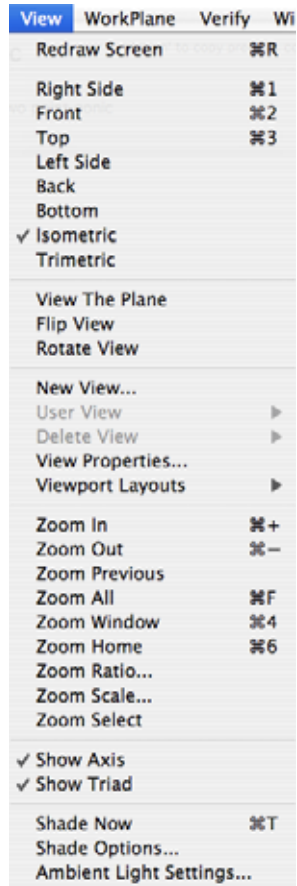 View WorkPlane Verify Wi
Redraw Screen ⌘R
Right Side ⌘1
Front ⌘2
Top ⌘3
Left Side
Back
Bottom
✓ Isometric
Trimetric
View The Plane
Flip View
Rotate View
New View...
User View
Delete View
View Properties...
Viewport Layouts
Zoom In ⌘+
Zoom Out ⌘−
Zoom Previous
Zoom All ⌘F
Zoom Window ⌘4
Zoom Home ⌘6
Zoom Ratio...
Zoom Scale...
Zoom Select
✓ Show Axis
✓ Show Triad
Shade Now ⌘T
Shade Options...
Ambient Light Settings...